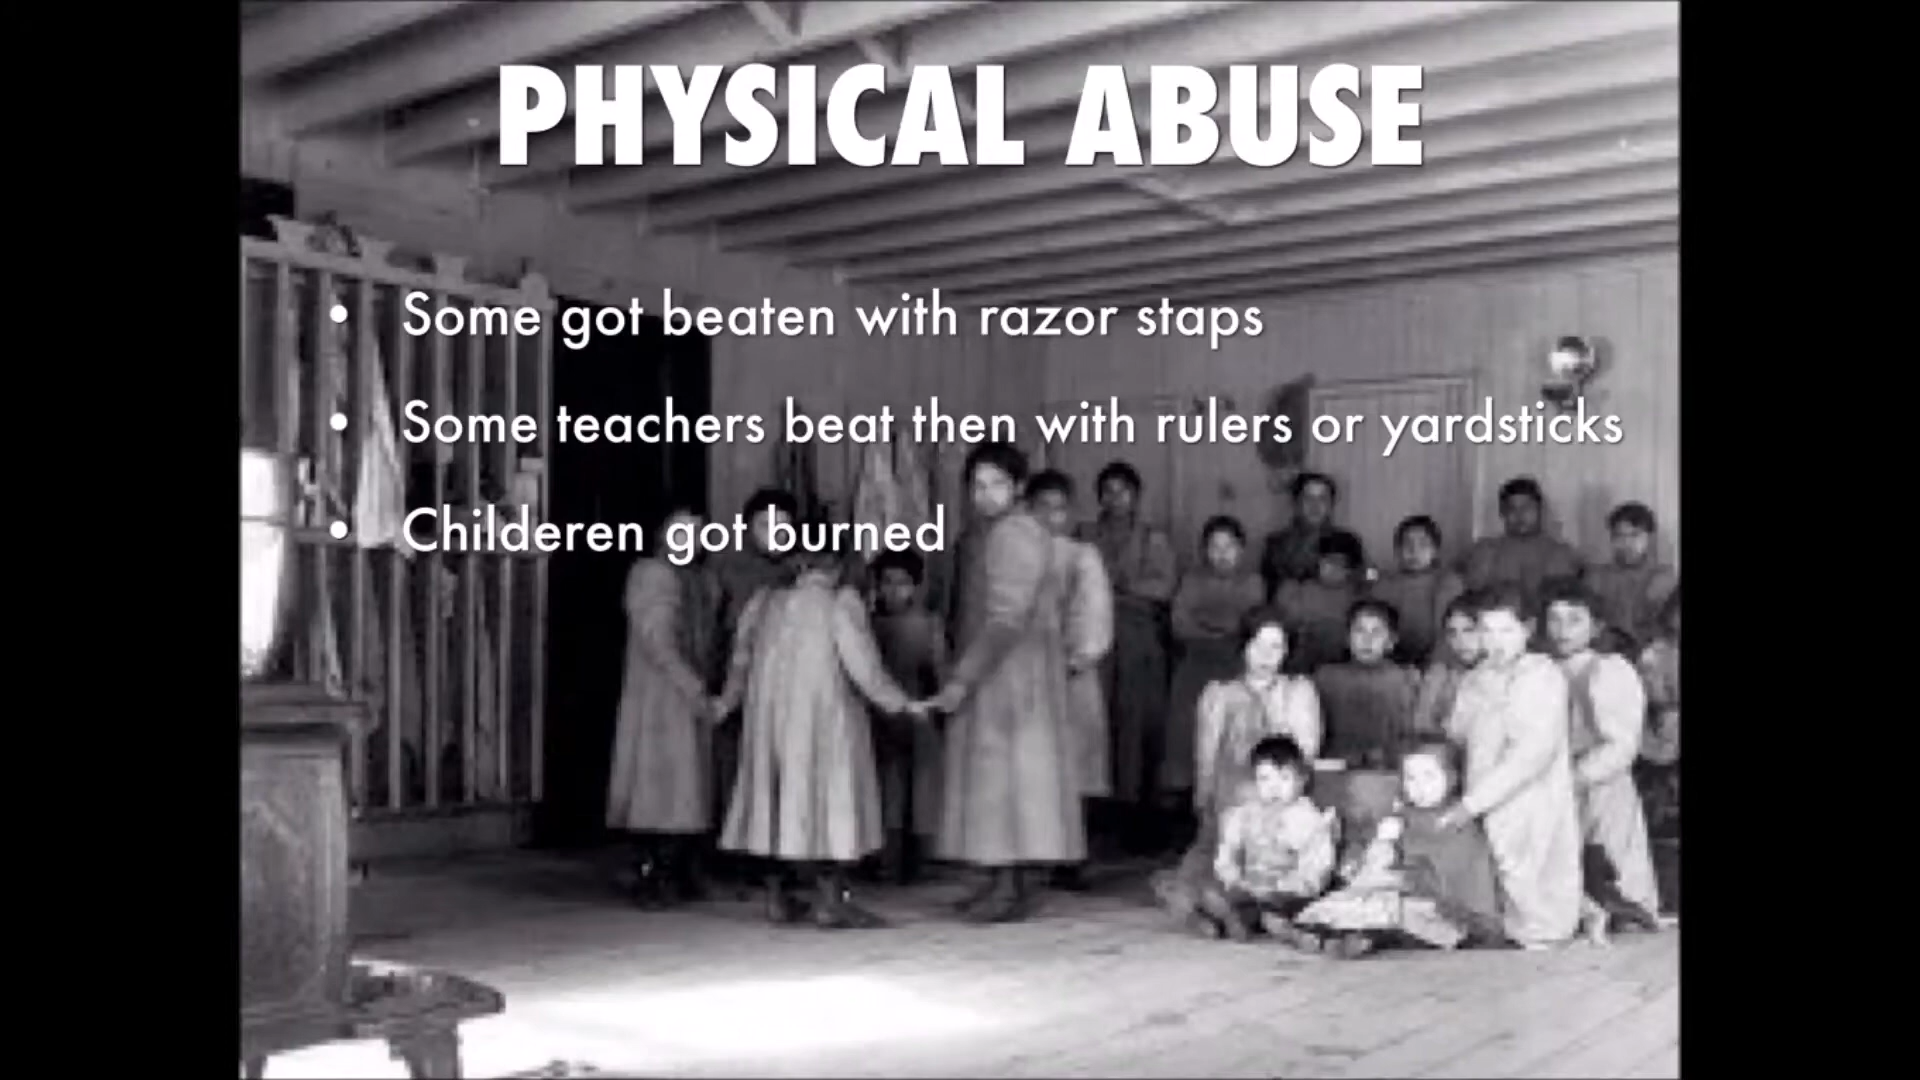 PHYSICAL ABUSE
• Some got beaten with razor staps
• Some teachers beat then with rulers or yardsticks
• Childeren got burned